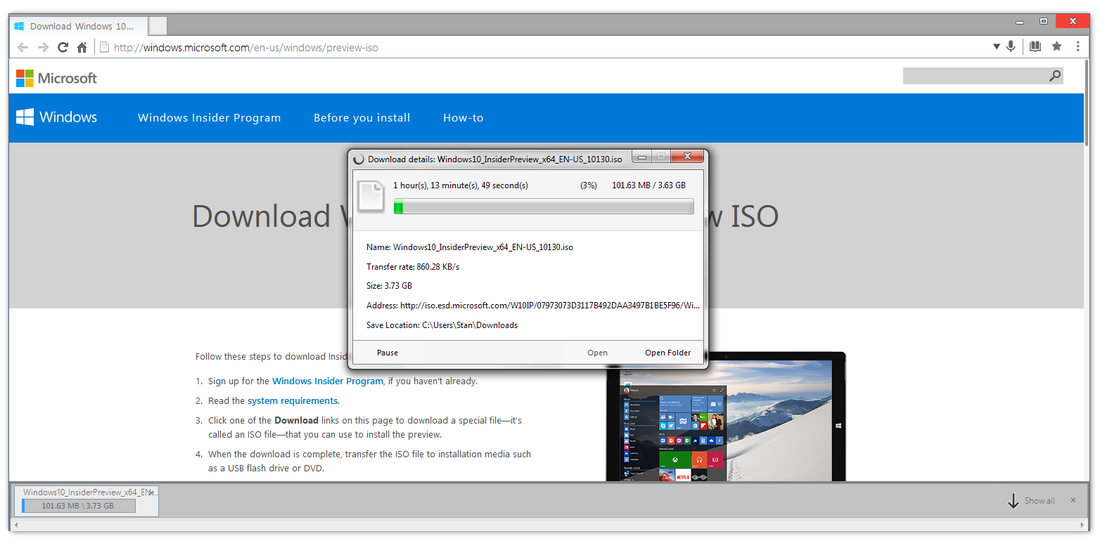 Download Windows 10...
http://windows.microsoft.com/en-us/windows/preview-iso
Microsoft
Windows
Windows Insider Program
Before you install
How-to
Download W
w ISO
Download details: Windows10_InsiderPreview_x64_EN-US_10130.iso
1 hour(s), 13 minute(s), 49 second(s) (3%) 101.63 MB / 3.63 GB
Name: Windows10_InsiderPreview_x64_EN-US_10130.iso
Transfer rate: 860.28 KB/s
Size: 3.73 GB
Address: http://iso.esd.microsoft.com/W10IP/07973073D3117B492DAA3497B1BE5F96/Wi...
Save Location: C:\Users\Stan\Downloads
Pause
Open
Open Folder
Follow these steps to download Insid
1. Sign up for the Windows Insider Program, if you haven't already.
2. Read the system requirements.
3. Click one of the Download links on this page to download a special file—it's
called an ISO file—that you can use to install the preview.
4. When the download is complete, transfer the ISO file to installation media such
as a USB flash drive or DVD.
NETFLIX
Windows10_InsiderPreview_x64_EN...
101.63 MB \ 3.73 GB
Show all